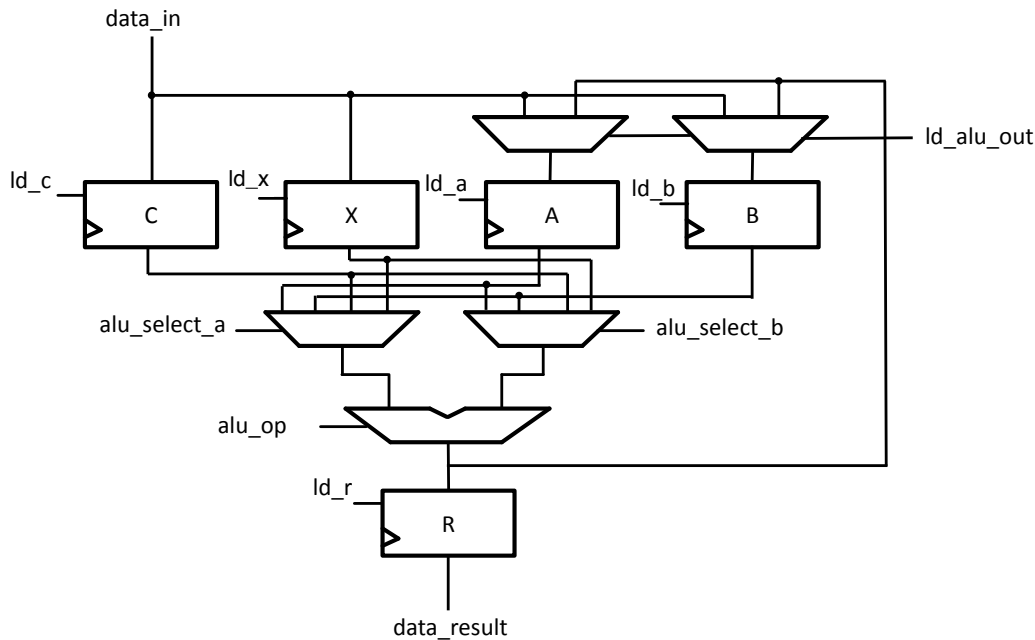 data_in
ld_alu_out
ld_c
ld_x
ld_a
ld_b
C
X
A
B
alu_select_a
alu_select_b
alu_op
ld_r
R
data_result